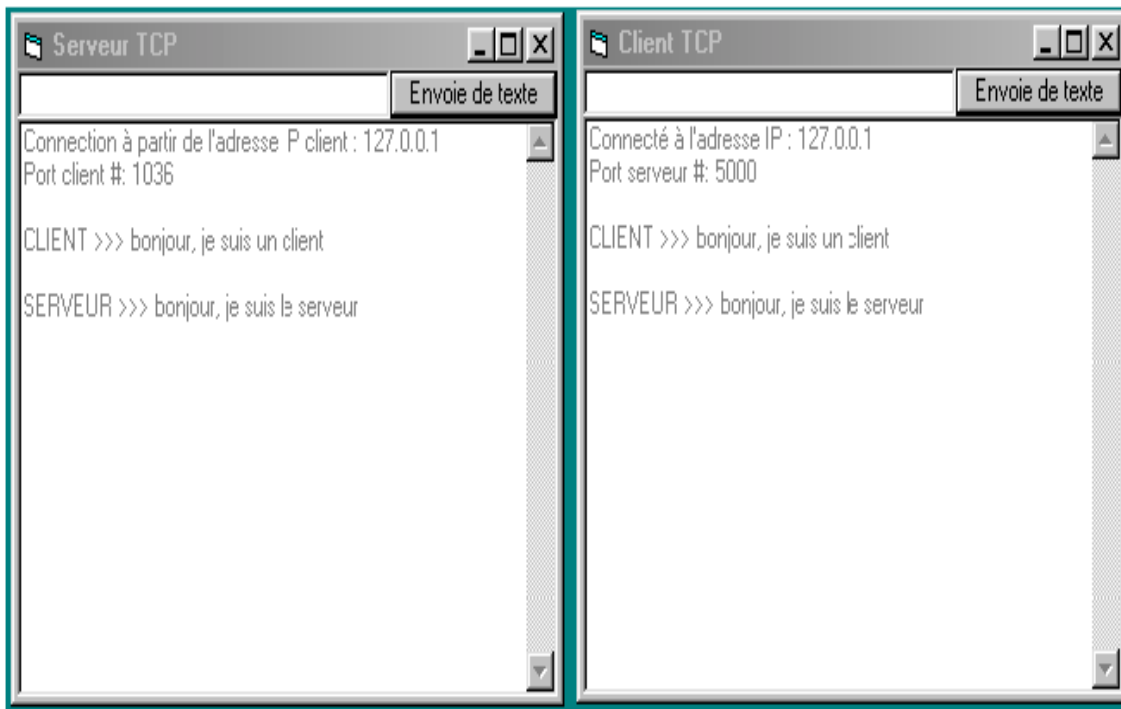 Serveur TCP
Envoie de texte
Connection à partir de l'adresse IP client : 127.0.0.1
Port client #: 1036
CLIENT >>> bonjour, je suis un client
SERVEUR >>> bonjour, je suis le serveur
Client TCP
Envoie de texte
Connecté à l'adresse IP : 127.0.0.1
Port serveur #: 5000
CLIENT >>> bonjour, je suis un client
SERVEUR >>> bonjour, je suis le serveur